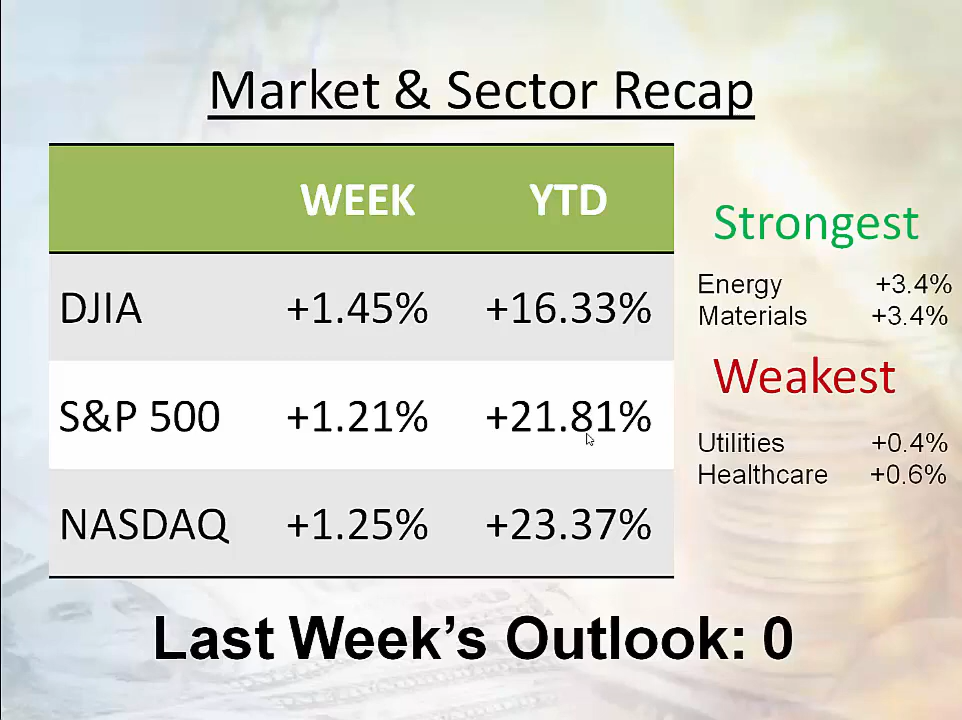 Market & Sector Recap
WEEK YTD
DJIA +1.45% +16.33%
S&P 500 +1.21% +21.81%
NASDAQ +1.25% +23.37%
Strongest
Energy +3.4%
Materials +3.4%
Weakest
Utilities +0.4%
Healthcare +0.6%
Last Week’s Outlook: 0